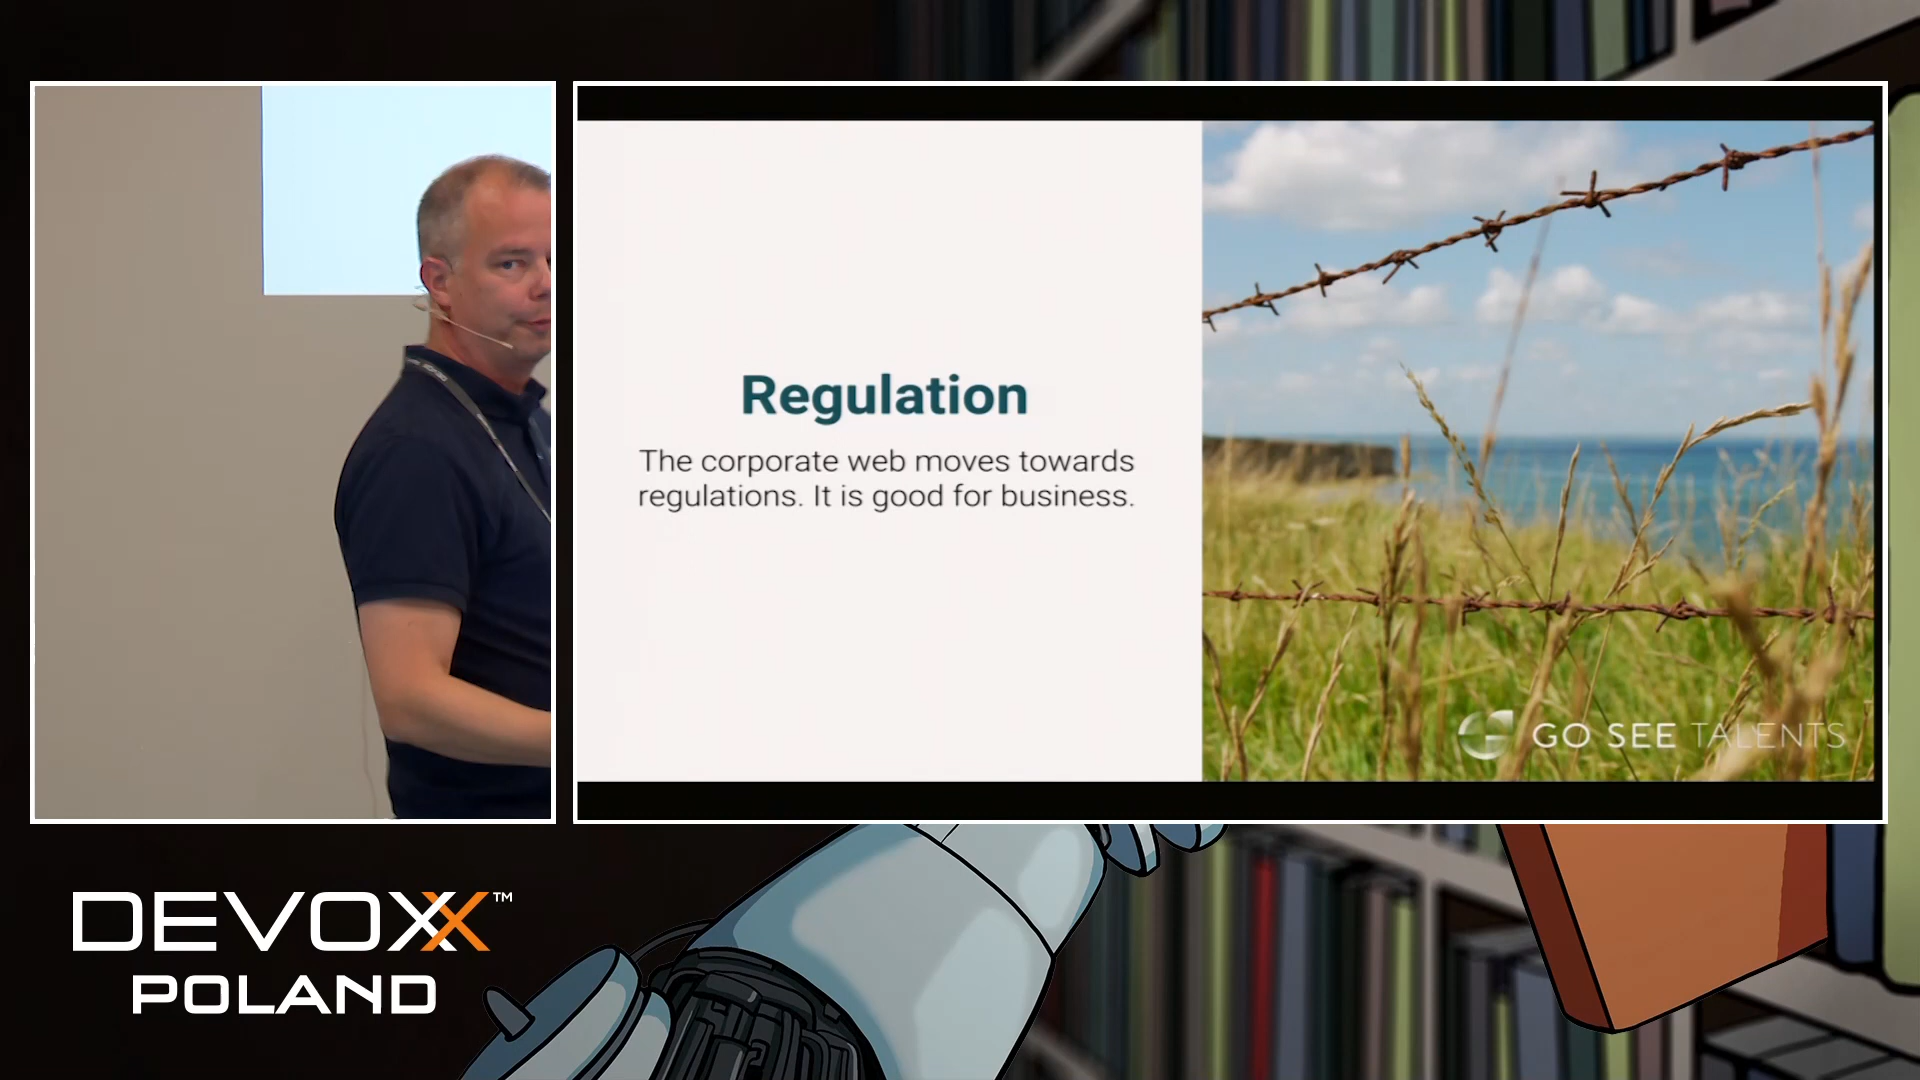 Regulation
The corporate web moves towards
regulations. It is good for business.
GO SEE TALENTS
DEVOXX™
POLAND